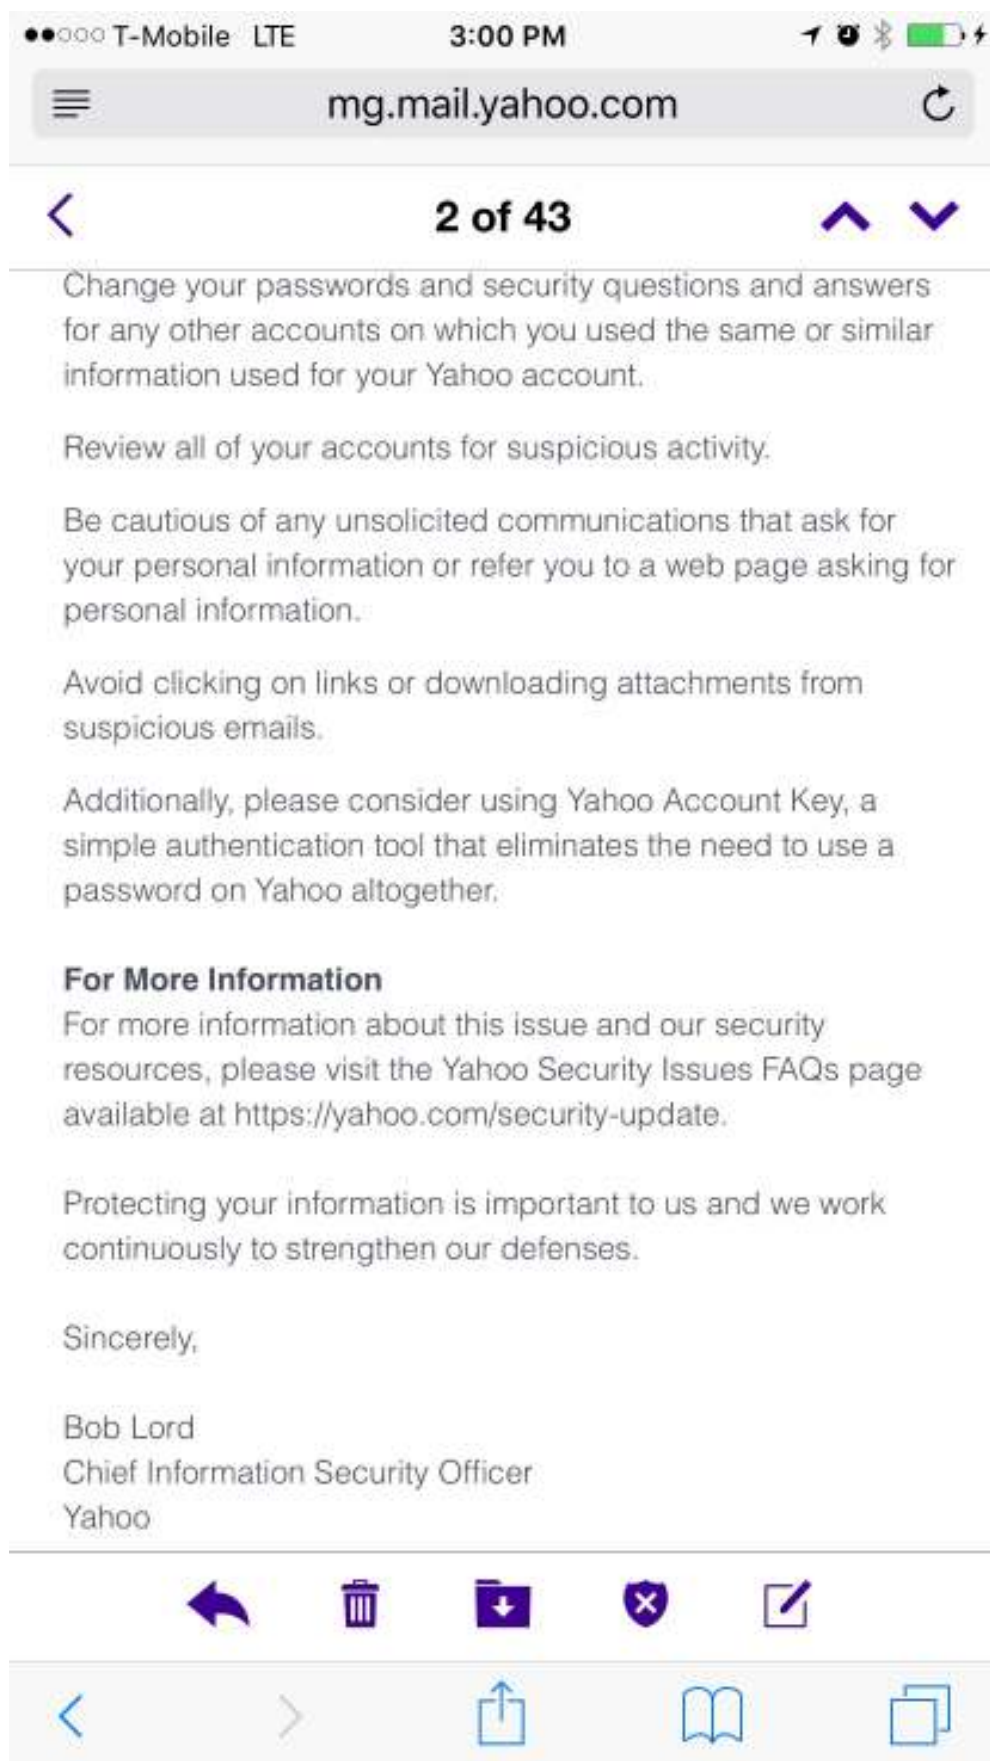 T-Mobile LTE 3:00 PM
mg.mail.yahoo.com
2 of 43
Change your passwords and security questions and answers
for any other accounts on which you used the same or similar
information used for your Yahoo account.
Review all of your accounts for suspicious activity.
Be cautious of any unsolicited communications that ask for
your personal information or refer you to a web page asking for
personal information.
Avoid clicking on links or downloading attachments from
suspicious emails.
Additionally, please consider using Yahoo Account Key, a
simple authentication tool that eliminates the need to use a
password on Yahoo altogether.
For More Information
For more information about this issue and our security
resources, please visit the Yahoo Security Issues FAQs page
available at https://yahoo.com/security-update.
Protecting your information is important to us and we work
continuously to strengthen our defenses.
Sincerely,
Bob Lord
Chief Information Security Officer
Yahoo